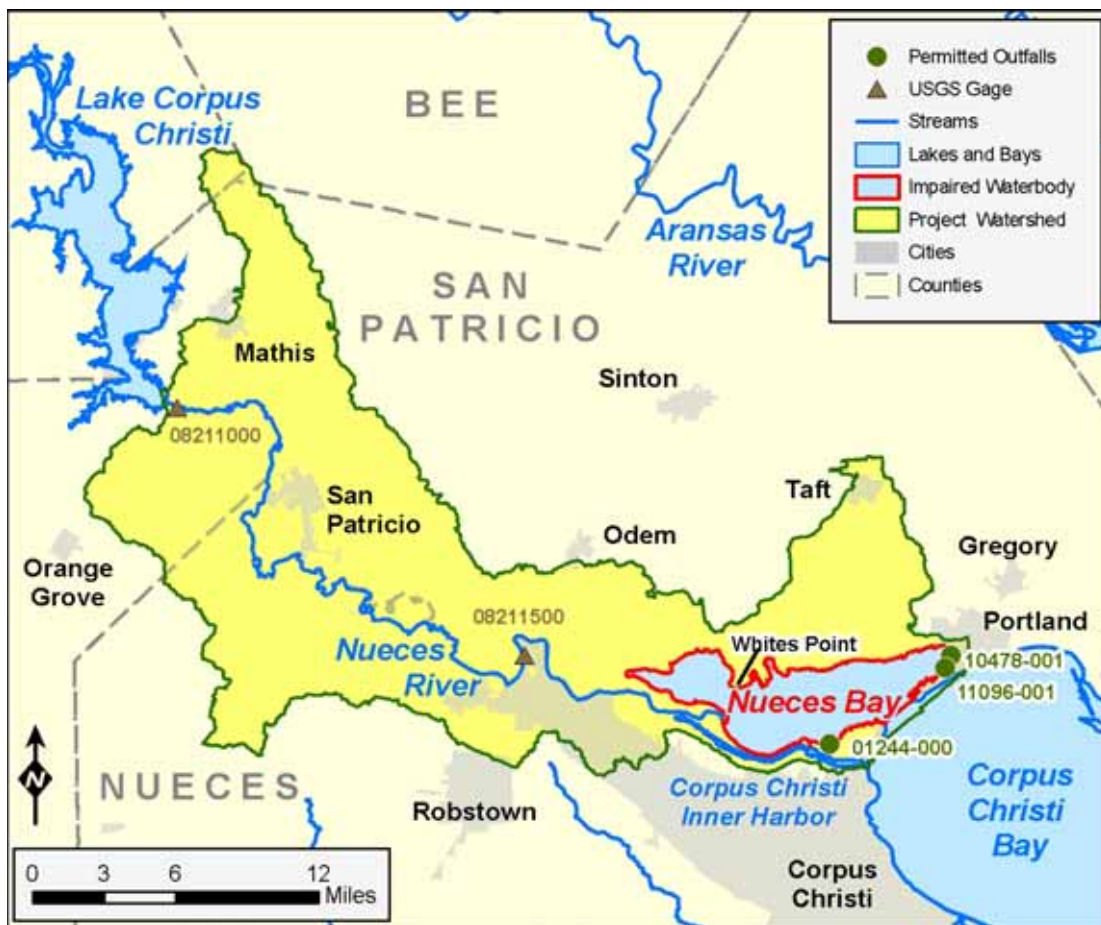 Lake Corpus
Christi
BEE
Permitted Outfalls
USGS Gage
Streams
Lakes and Bays
Impaired Waterbody
Project Watershed
Cities
Counties
Aransas
River
SAN
PATRICIO
Mathis
Sinton
08211000
San
Patricio
Taft
Orange
Grove
Odem
Gregory
08211500
Portland
Whites Point
Nueces
River
Nueces Bay
10478-001
11096-001
01244-000
N
NUECES
Robstown
Corpus Christi
Inner Harbor
Corpus
Christi
Bay
Corpus
Christi
0 3 6 12
Miles